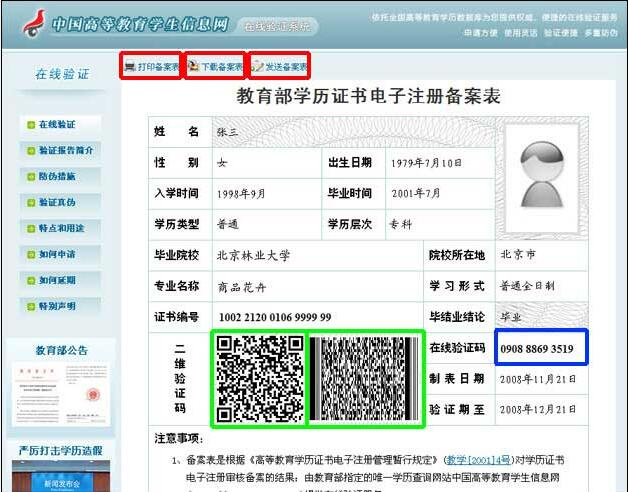 中国高等教育学生信息网 在线验证系统
依托全国高等教育学历数据库为您提供权威、便捷的在线验证服务
申请方便 使用灵活 验证便捷 多重防伪
在线验证
打印备案表 下载备案表 发送备案表
教育部学历证书电子注册备案表
在线验证
验证报告简介
防伪措施
验证真伪
特点和用途
如何申请
如何延期
特别声明
教育部公告
严厉打击学历造假
新闻发布会
姓 名 张三
性 别 女 出生日期 1979年7月10日
入学时间 1998年9月 毕业时间 2001年7月
学历类型 普通 学历层次 专科
毕业院校 北京林业大学 院校所在地 北京市
专业名称 商品花卉 学习形式 普通全日制
证书编号 1002 2120 0106 9999 99 毕结业结论 毕业
二维验证码 在线验证码 0908 8869 3519
制表日期 2008年11月21日
验证期至 2008年12月21日
注意事项：
1、备案表是根据《高等教育学历证书电子注册管理暂行规定》(教学[2001]4号)对学历证书
电子注册审核备案的结果；由教育部指定的唯一学历查询网站中国高等教育学生信息网